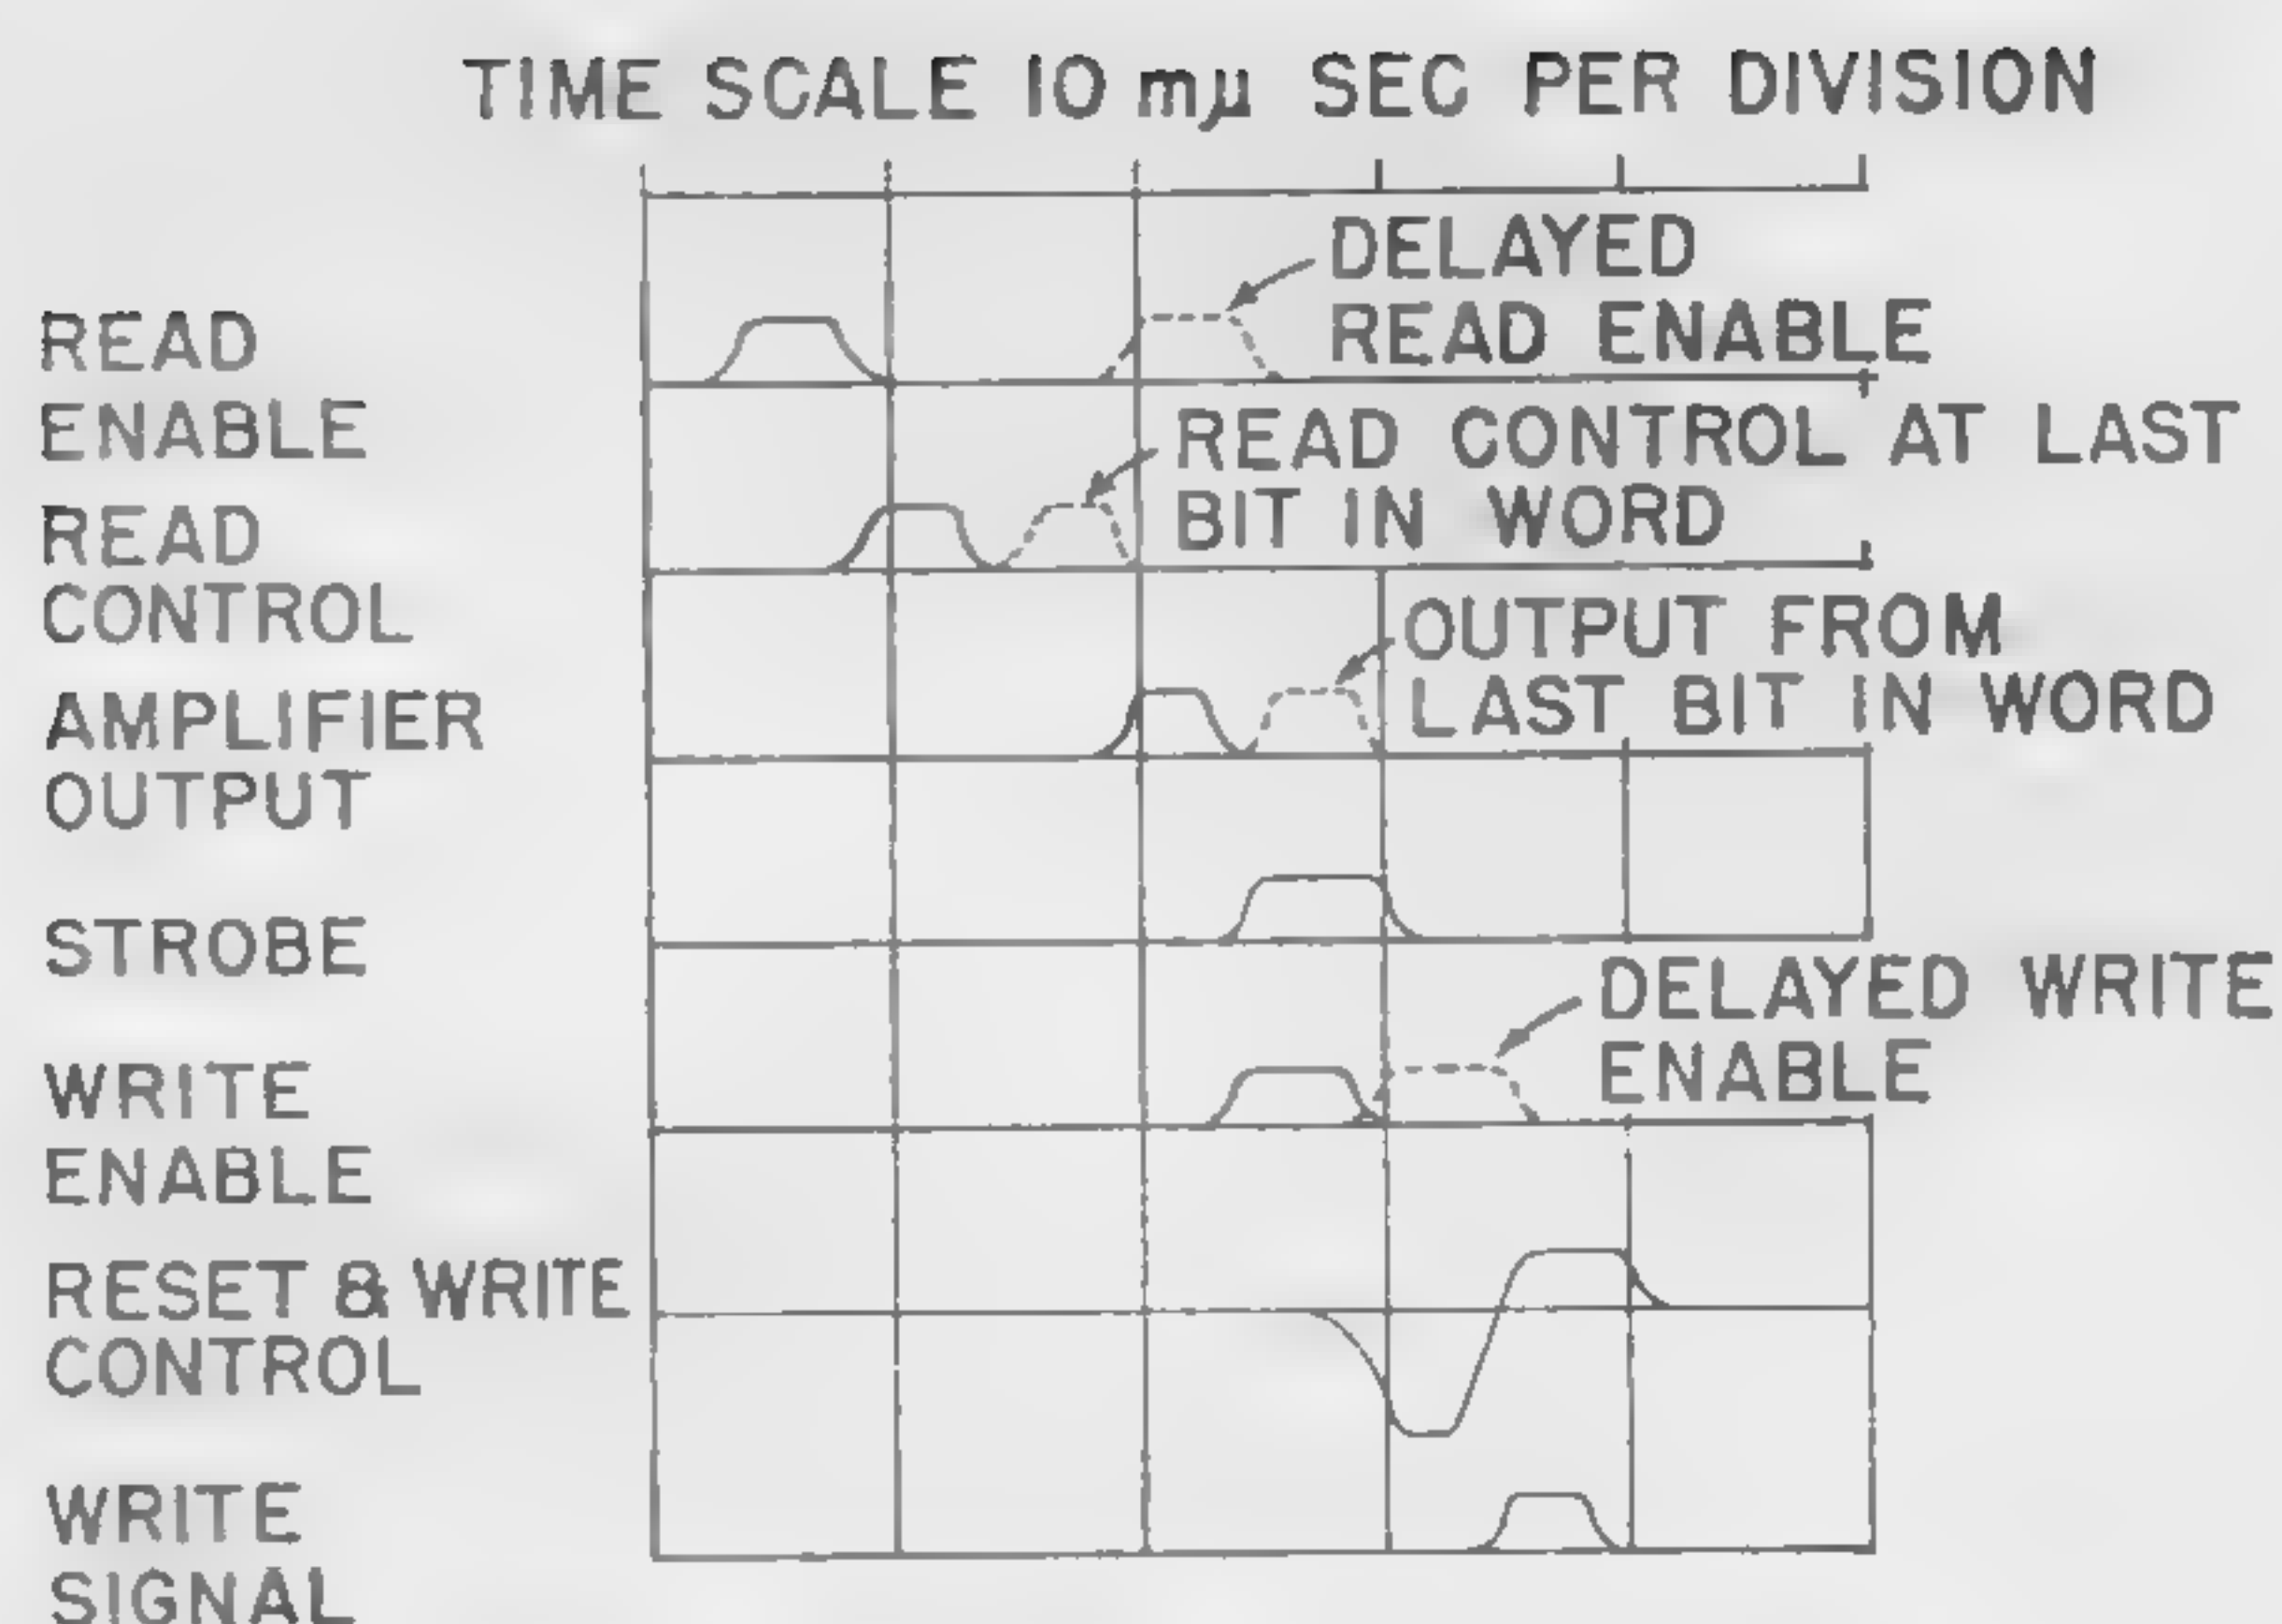 TIME SCALE 10 mμ SEC PER DIVISION
DELAYED
READ ENABLE
READ
ENABLE
READ CONTROL AT LAST
BIT IN WORD
READ
CONTROL
OUTPUT FROM
LAST BIT IN WORD
AMPLIFIER
OUTPUT
STROBE
DELAYED WRITE
ENABLE
WRITE
ENABLE
RESET & WRITE
CONTROL
WRITE
SIGNAL